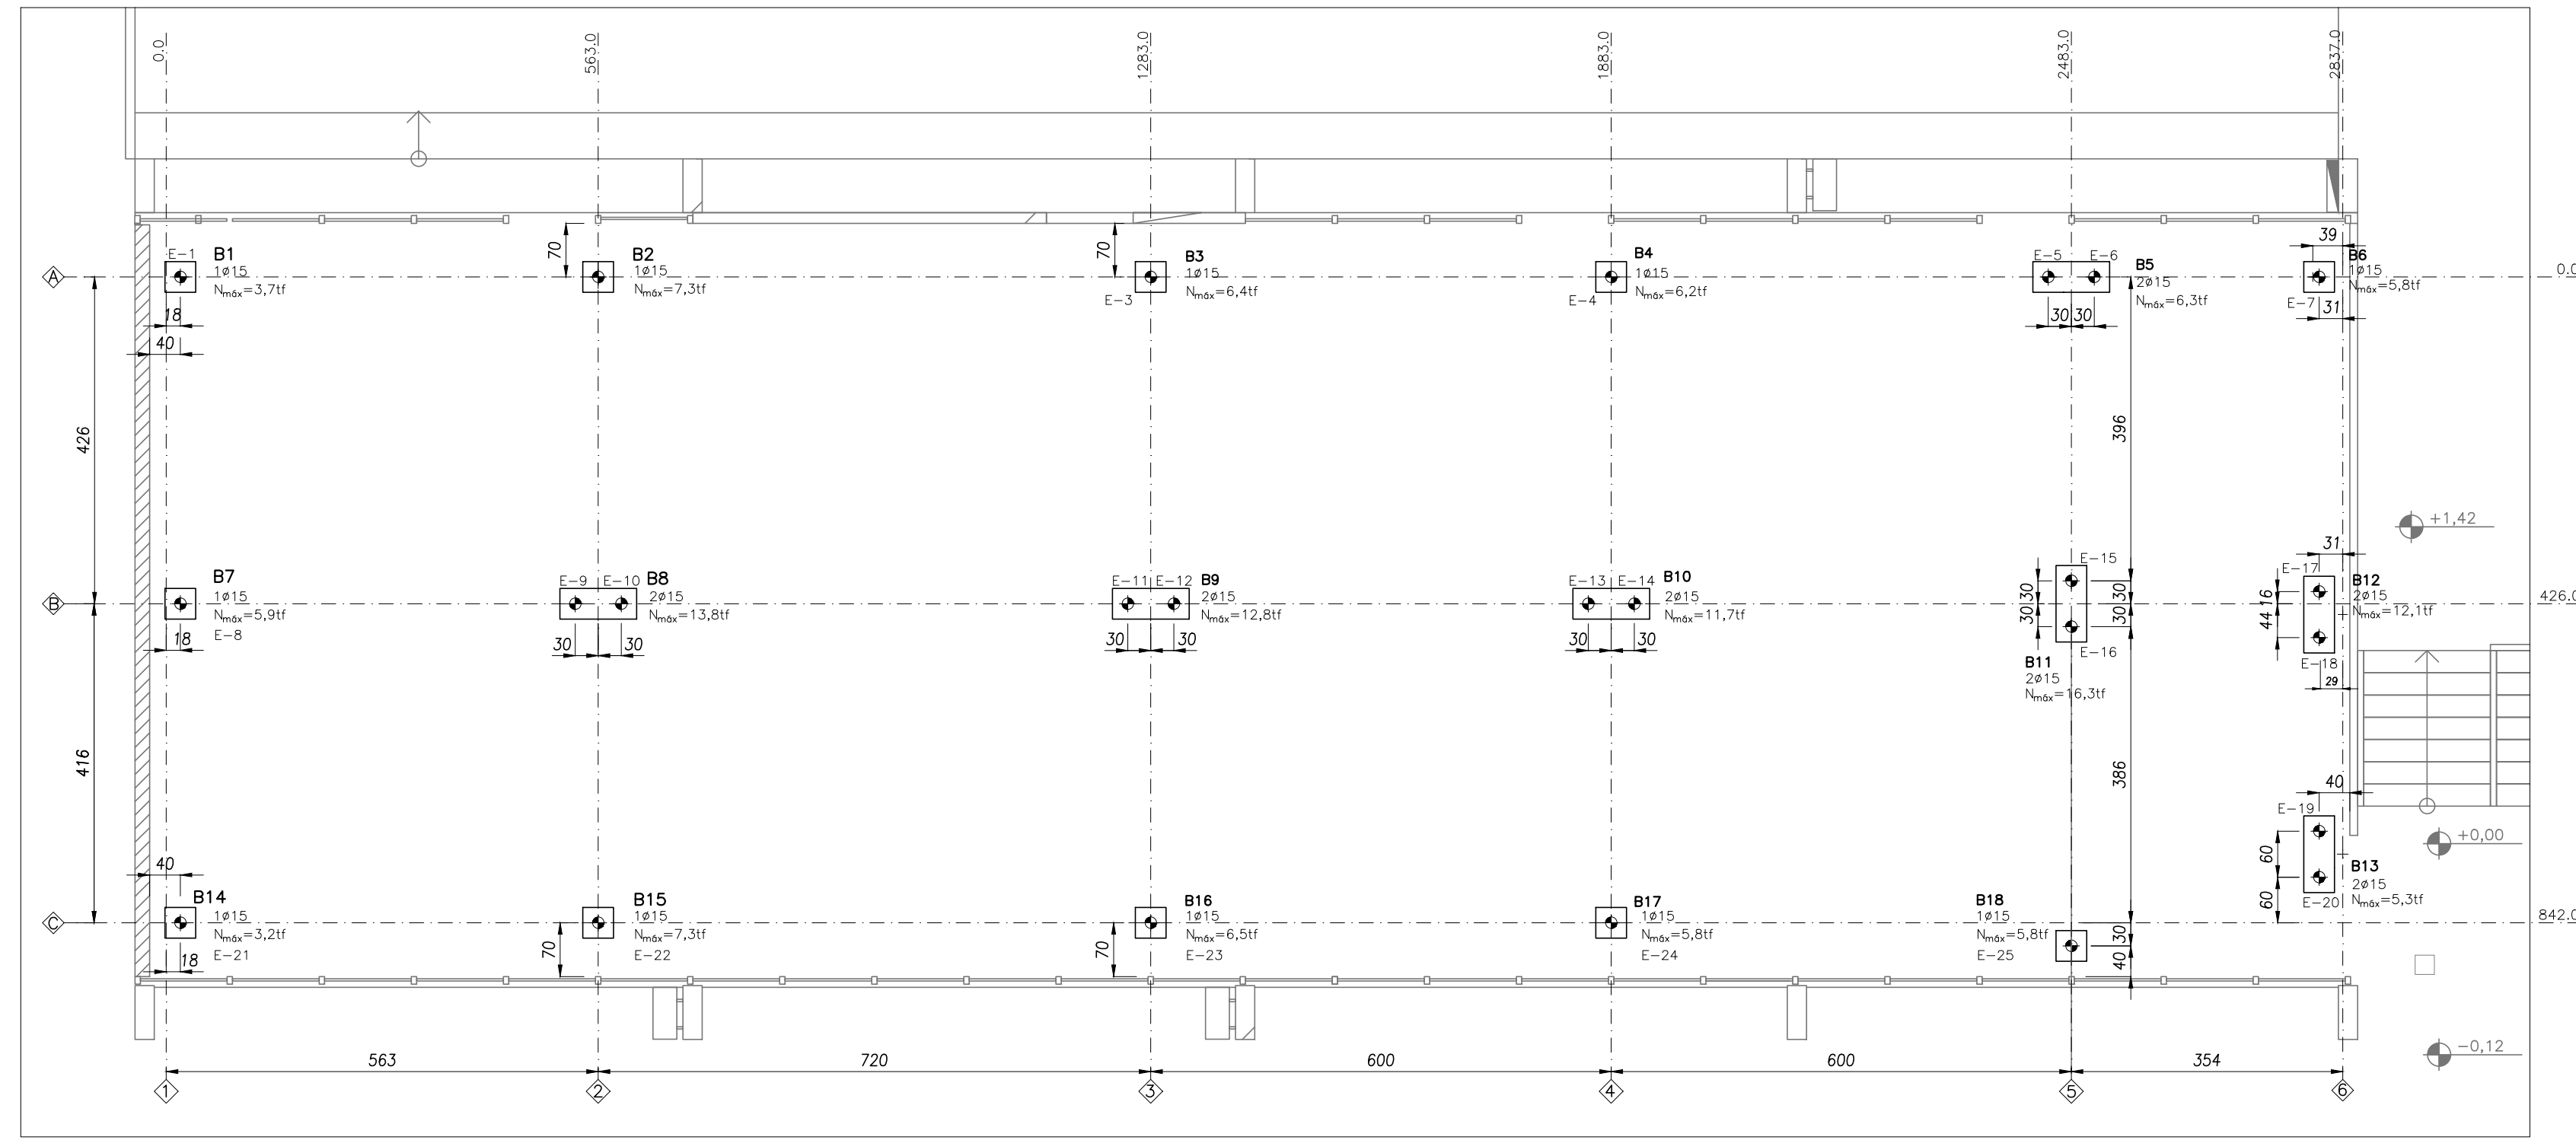 0.0
563.0
1283.0
1883.0
2483.0
2837.0
70
70
39
E-1
B1
1ø15
Nmáx=3,7tf
B2
1ø15
Nmáx=7,3tf
B3
1ø15
Nmáx=6,4tf
E-3
B4
1ø15
Nmáx=6,2tf
E-4
E-5
E-6
B5
2ø15
Nmáx=6,3tf
B6
1ø15
Nmáx=5,8tf
E-7
A
0.0
18
40
30
30
31
426
396
+1,42
B7
1ø15
Nmáx=5,9tf
E-8
18
E-9
E-10
B8
2ø15
Nmáx=13,8tf
30
30
E-11
E-12
B9
2ø15
Nmáx=12,8tf
30
30
E-13
E-14
B10
2ø15
Nmáx=11,7tf
30
30
E-15
30
30
30
30
E-16
B11
2ø15
Nmáx=16,3tf
31
E-17
B12
2ø15
Nmáx=12,1tf
16
44
E-18
29
B
426.0
416
386
40
E-19
60
60
B13
2ø15
Nmáx=5,3tf
E-20
+0,00
40
B14
1ø15
Nmáx=3,2tf
E-21
18
B15
1ø15
Nmáx=7,3tf
E-22
70
B16
1ø15
Nmáx=6,5tf
E-23
70
B17
1ø15
Nmáx=5,8tf
E-24
B18
1ø15
Nmáx=5,8tf
E-25
30
40
C
842.0
-0,12
563
720
600
600
354
1
2
3
4
5
6